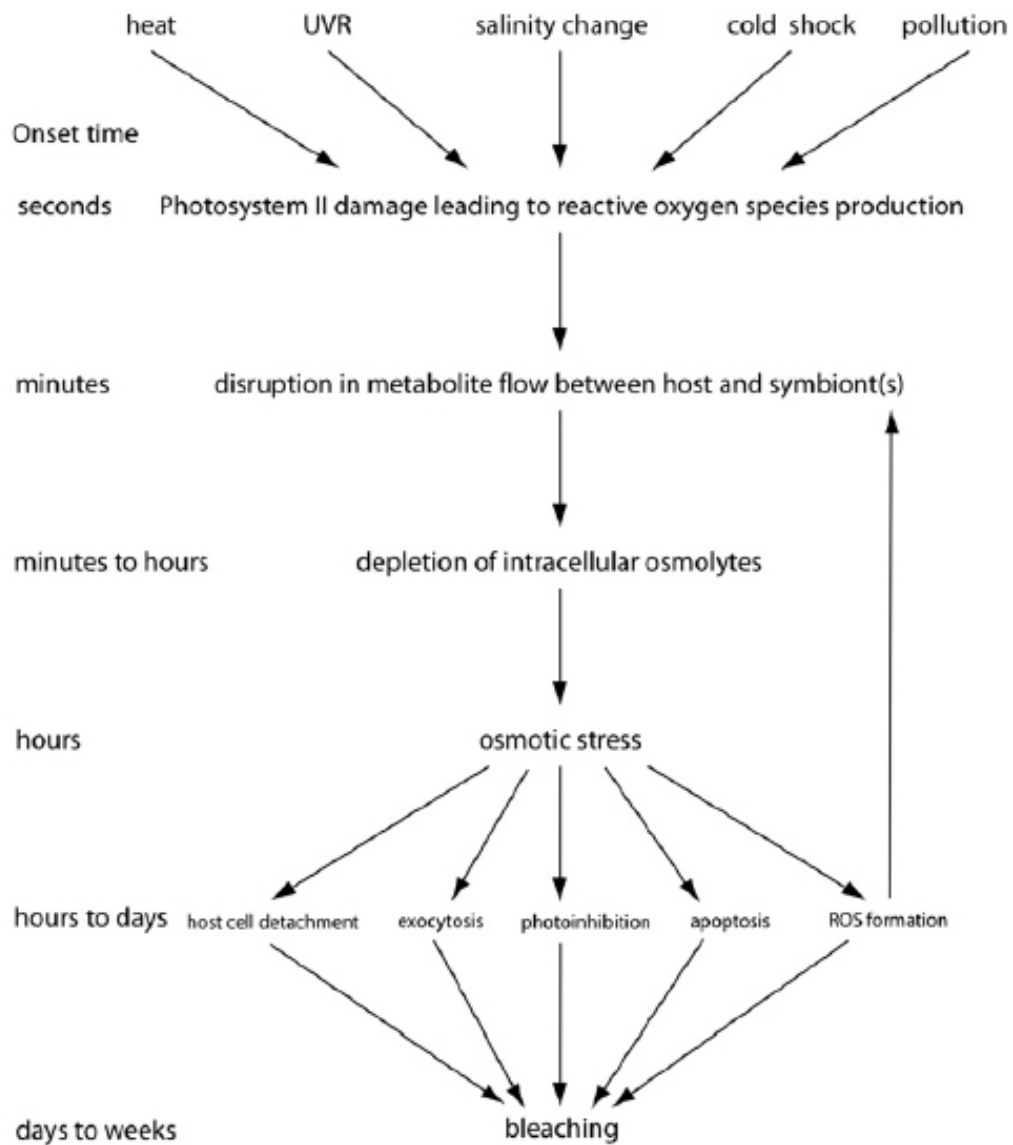 heat UVR salinity change cold shock pollution
Onset time
seconds Photosystem II damage leading to reactive oxygen species production
minutes disruption in metabolite flow between host and symbiont(s)
minutes to hours depletion of intracellular osmolytes
hours osmotic stress
hours to days host cell detachment exocytosis photoinhibition apoptosis ROS formation
days to weeks bleaching